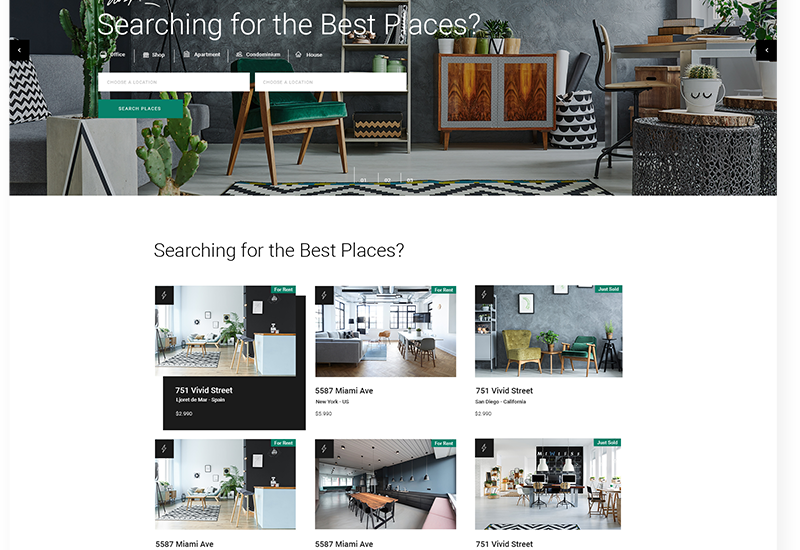 Searching for the Best Places?
Office
Shop
Apartment
Condominium
House
CHOOSE A LOCATION
CHOOSE A LOCATION
SEARCH PLACES
01
02
03
Searching for the Best Places?
For Rent
For Rent
Just Sold
751 Vivid Street
5587 Miami Ave
751 Vivid Street
Ljoret de Mar - Spain
New York - US
San Diego - California
$2.990
$5.990
$2.990
For Rent
For Rent
Just Sold
5587 Miami Ave
5587 Miami Ave
751 Vivid Street